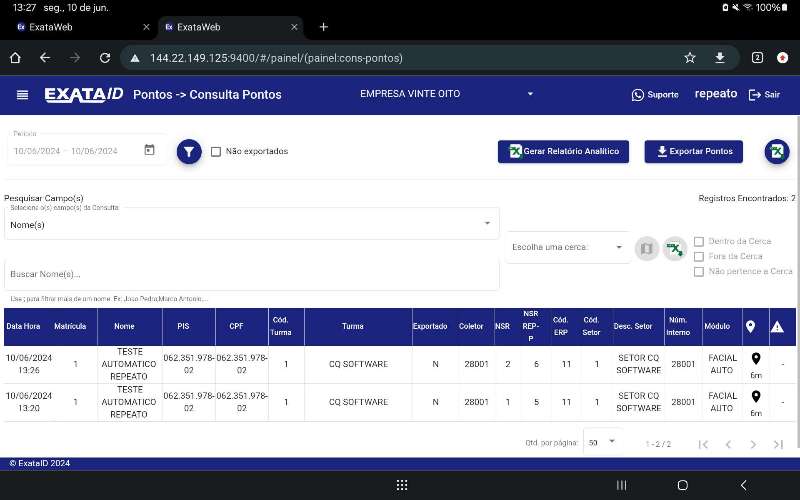 13:27 seg., 10 de jun. 100%
ExataWeb ExataWeb
144.22.149.125:9400/#/painel/(painel:cons-pontos) 2
EXATAID Pontos -> Consulta Pontos EMPRESA VINTE OITO Suporte repeato Sair
Período
10/06/2024 – 10/06/2024 Não exportados Gerar Relatório Analítico Exportar Pontos
Pesquisar Campo(s) Registros Encontrados: 2
Selecione o(s) campo(s) da Consulta
Nome(s)
Escolha uma cerca: Dentro da Cerca
Fora da Cerca
Não pertence a Cerca
Buscar Nome(s)...
Use ; para filtrar mais de um nome. Ex: Joao Pedro;Marco Antonio;...
Data Hora Matrícula Nome PIS CPF Cód. Turma Turma Exportado Coletor NSR NSR REP-P Cód. ERP Cód. Setor Desc. Setor Núm. Interno Módulo
10/06/2024 13:26 1 TESTE AUTOMATICO REPEATO 062.351.978-02 062.351.978-02 1 CQ SOFTWARE N 28001 2 6 11 1 SETOR CQ SOFTWARE 28001 FACIAL AUTO 6m -
10/06/2024 13:20 1 TESTE AUTOMATICO REPEATO 062.351.978-02 062.351.978-02 1 CQ SOFTWARE N 28001 1 5 11 1 SETOR CQ SOFTWARE 28001 FACIAL AUTO 6m -
Qtd. por página: 50 1 - 2 / 2
© ExataID 2024